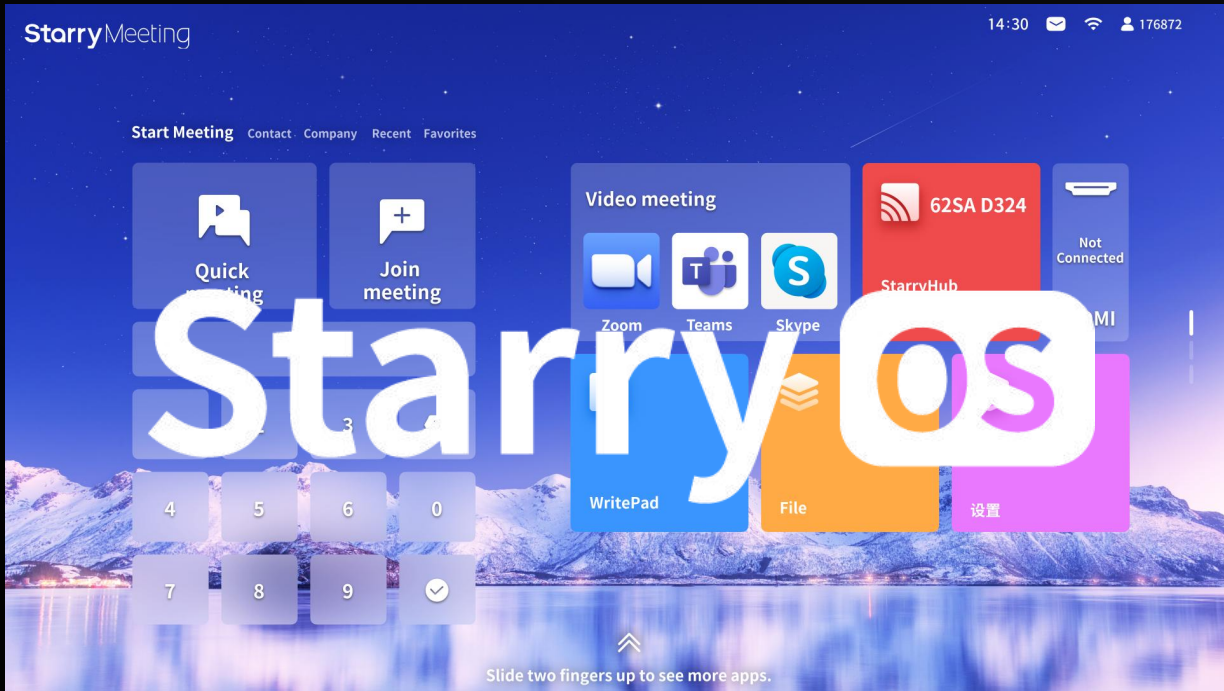 StarryMeeting
14:30
176872
Start Meeting Contact Company Recent Favorites
Quick
meeting
Join
meeting
Video meeting
Zoom Teams Skype
62SA D324
StarryHub
Not
Connected
MI
Starry OS
3
4 5 6 0
7 8 9
WritePad
File
设置
Slide two fingers up to see more apps.